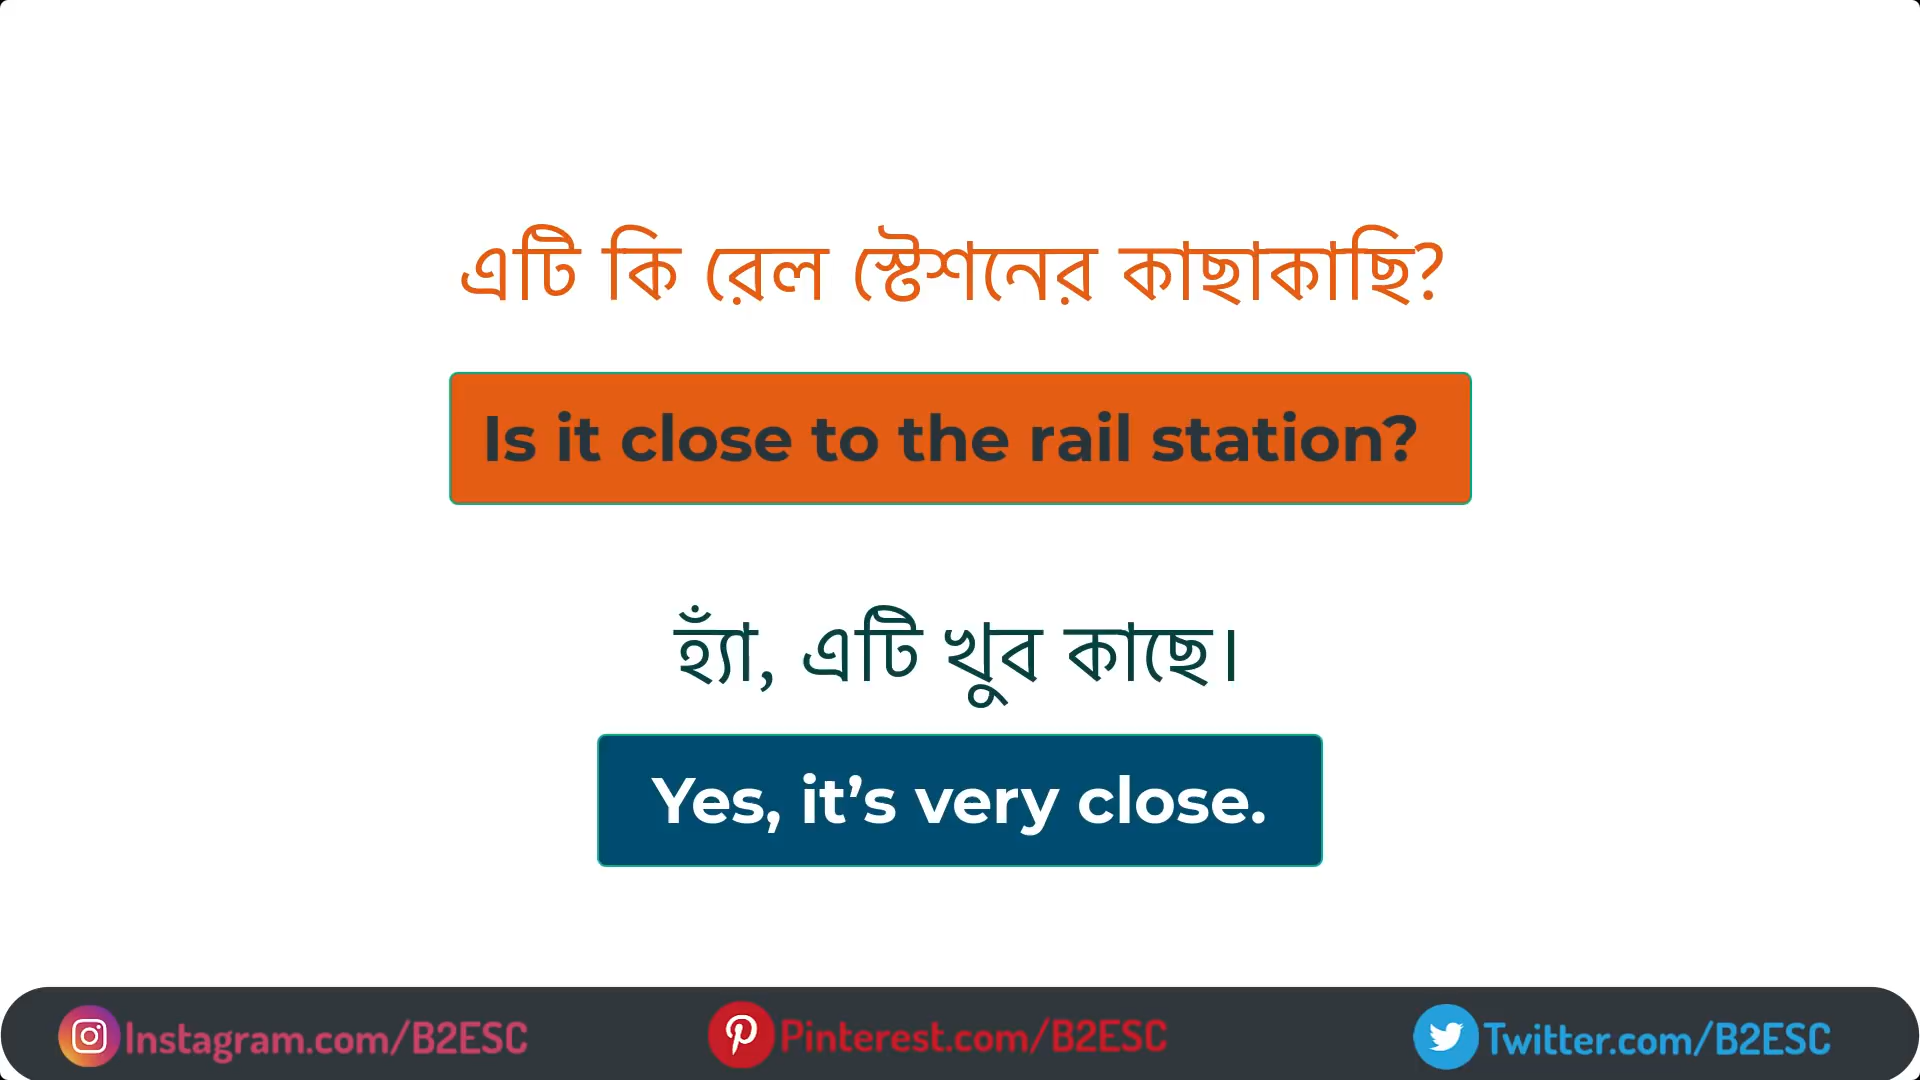 এটি কি রেল স্টেশনের কাছাকাছি?
Is it close to the rail station?
হ্যাঁ, এটি খুব কাছে।
Yes, it’s very close.
Instagram.com/B2ESC
Pinterest.com/B2ESC
Twitter.com/B2ESC